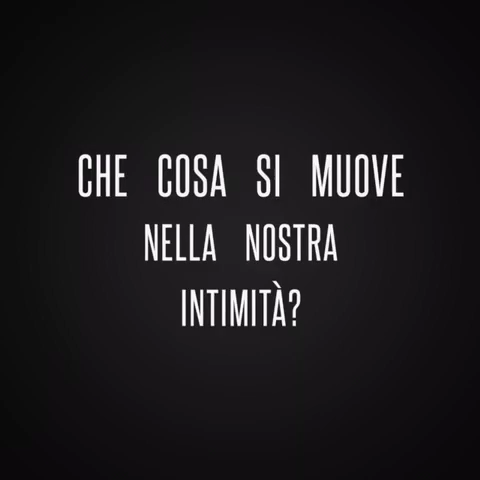 CHE COSA SI MUOVE
NELLA NOSTRA
INTIMITÀ?